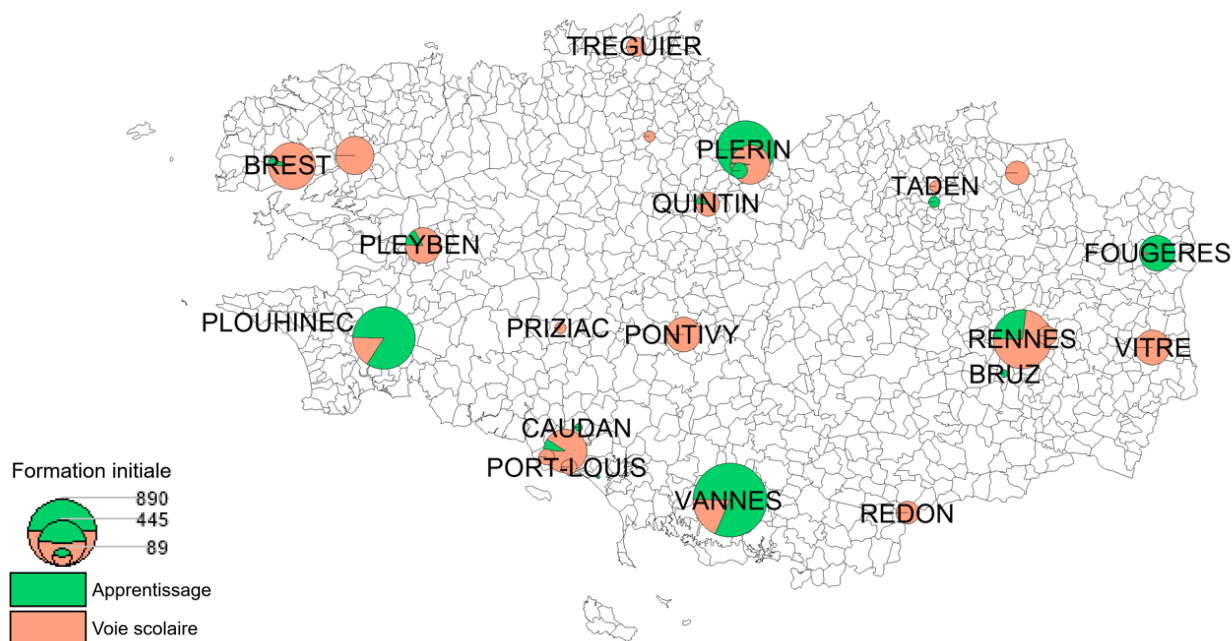 TREGUIER
PLERIN
BREST
TADEN
QUINTIN
PLEYBEN
FOUGERES
PLOUHINEC
PRIZIAC
PONTIVY
RENNES
VITRE
BRUZ
CAUDAN
PORT-LOUIS
VANNES
REDON
Formation initiale
890
445
89
Apprentissage
Voie scolaire